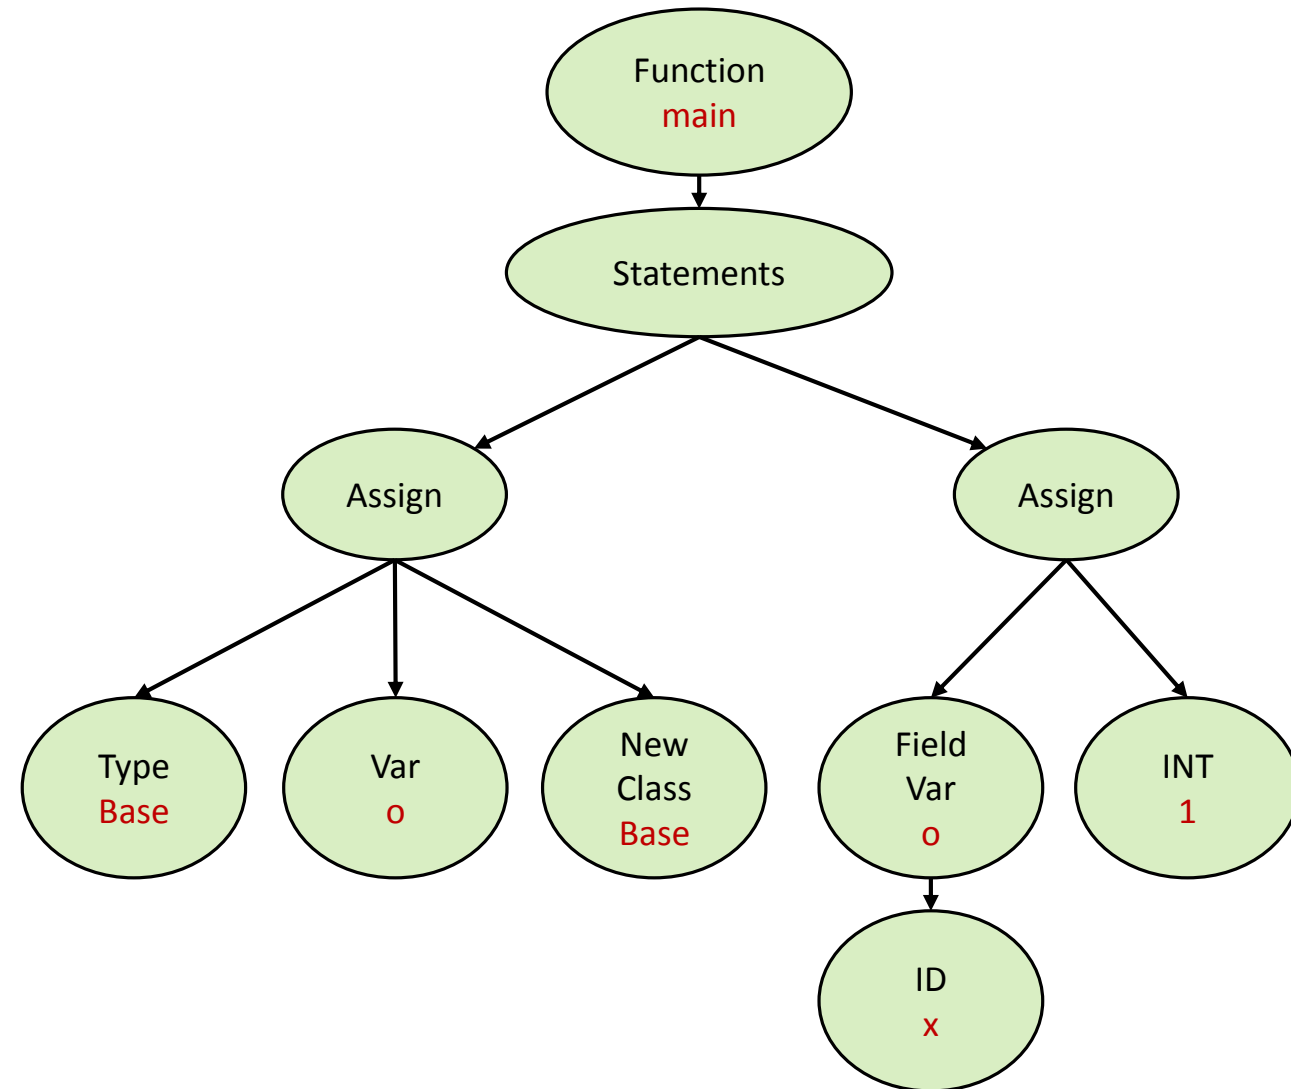 Function
main
Statements
Assign
Assign
Type
Base
Var
o
New
Class
Base
Field
Var
o
INT
1
ID
x